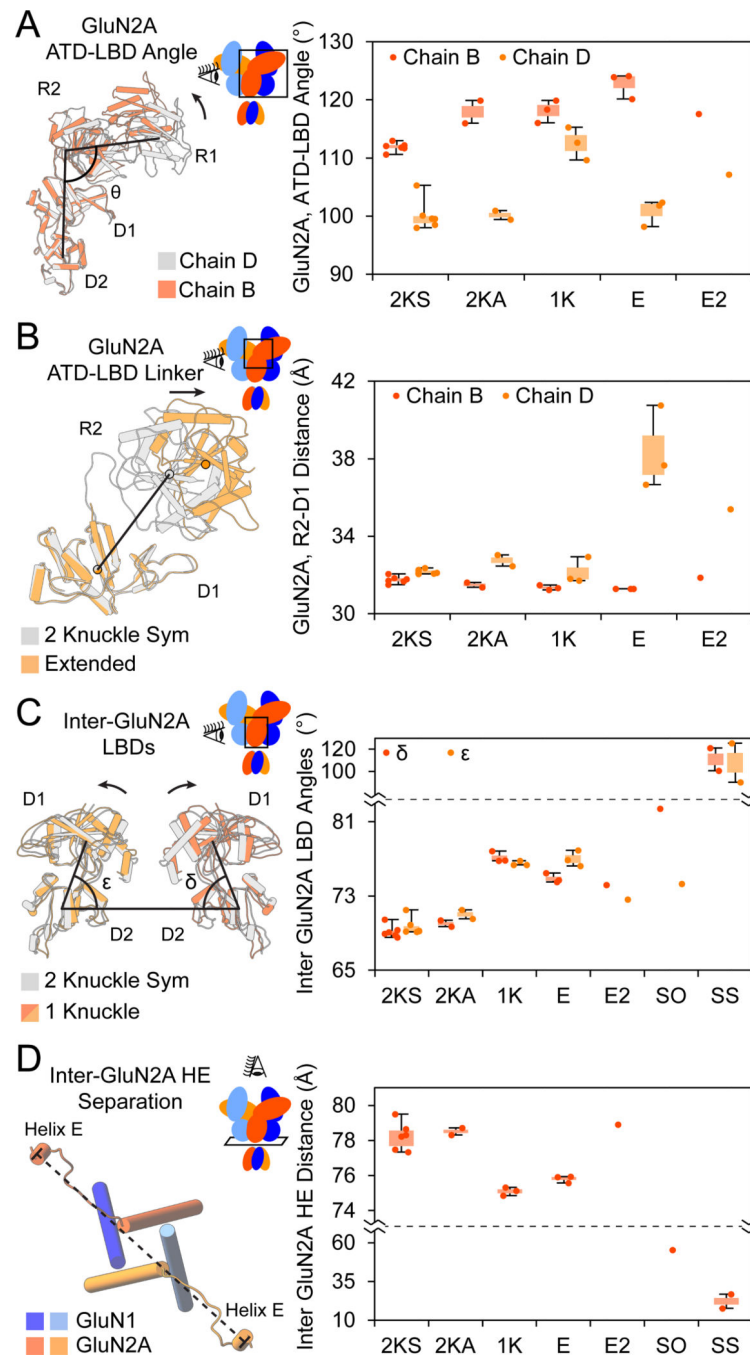 A
GluN2A
ATD-LBD Angle
R2
R1
θ
D1
D2
Chain D
Chain B
GluN2A, ATD-LBD Angle (°)
130
120
110
100
90
Chain B Chain D
2KS 2KA 1K E E2
B
GluN2A
ATD-LBD Linker
R2
D1
2 Knuckle Sym
Extended
GluN2A, R2-D1 Distance (Å)
42
38
34
30
Chain B Chain D
2KS 2KA 1K E E2
C
Inter-GluN2A
LBDs
D1 D1
ε δ
D2 D2
2 Knuckle Sym
1 Knuckle
Inter GluN2A LBD Angles (°)
120
100
81
73
65
δ ε
2KS 2KA 1K E E2 SO SS
D
Inter-GluN2A HE
Separation
Helix E
Helix E
GluN1
GluN2A
Inter GluN2A HE Distance (Å)
80
78
76
74
60
35
10
2KS 2KA 1K E E2 SO SS